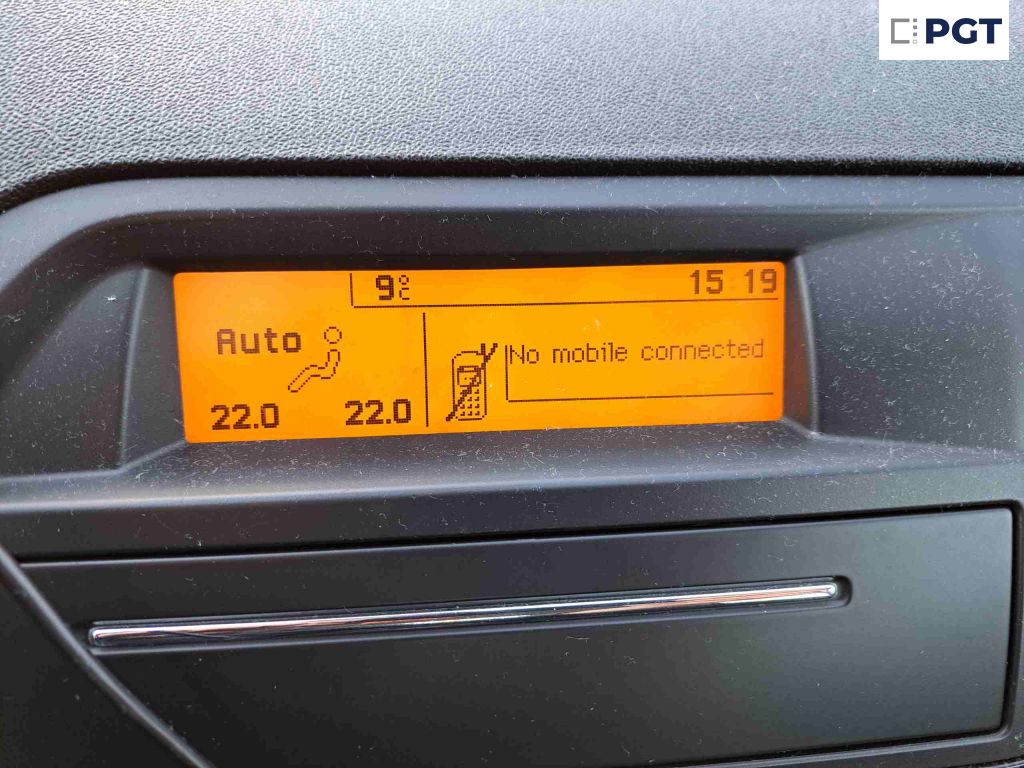 PGT
9°C 15:19
Auto
No mobile connected
22.0 22.0